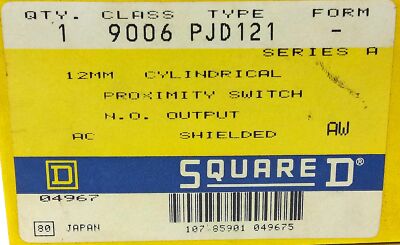 QTY. CLASS TYPE FORM
1 9006 PJD121 -
SERIES A
12MM CYLINDRICAL
PROXIMITY SWITCH
N.O. OUTPUT
AC SHIELDED AW
D SQUARE D®
04967
80 JAPAN 107 85901 049675